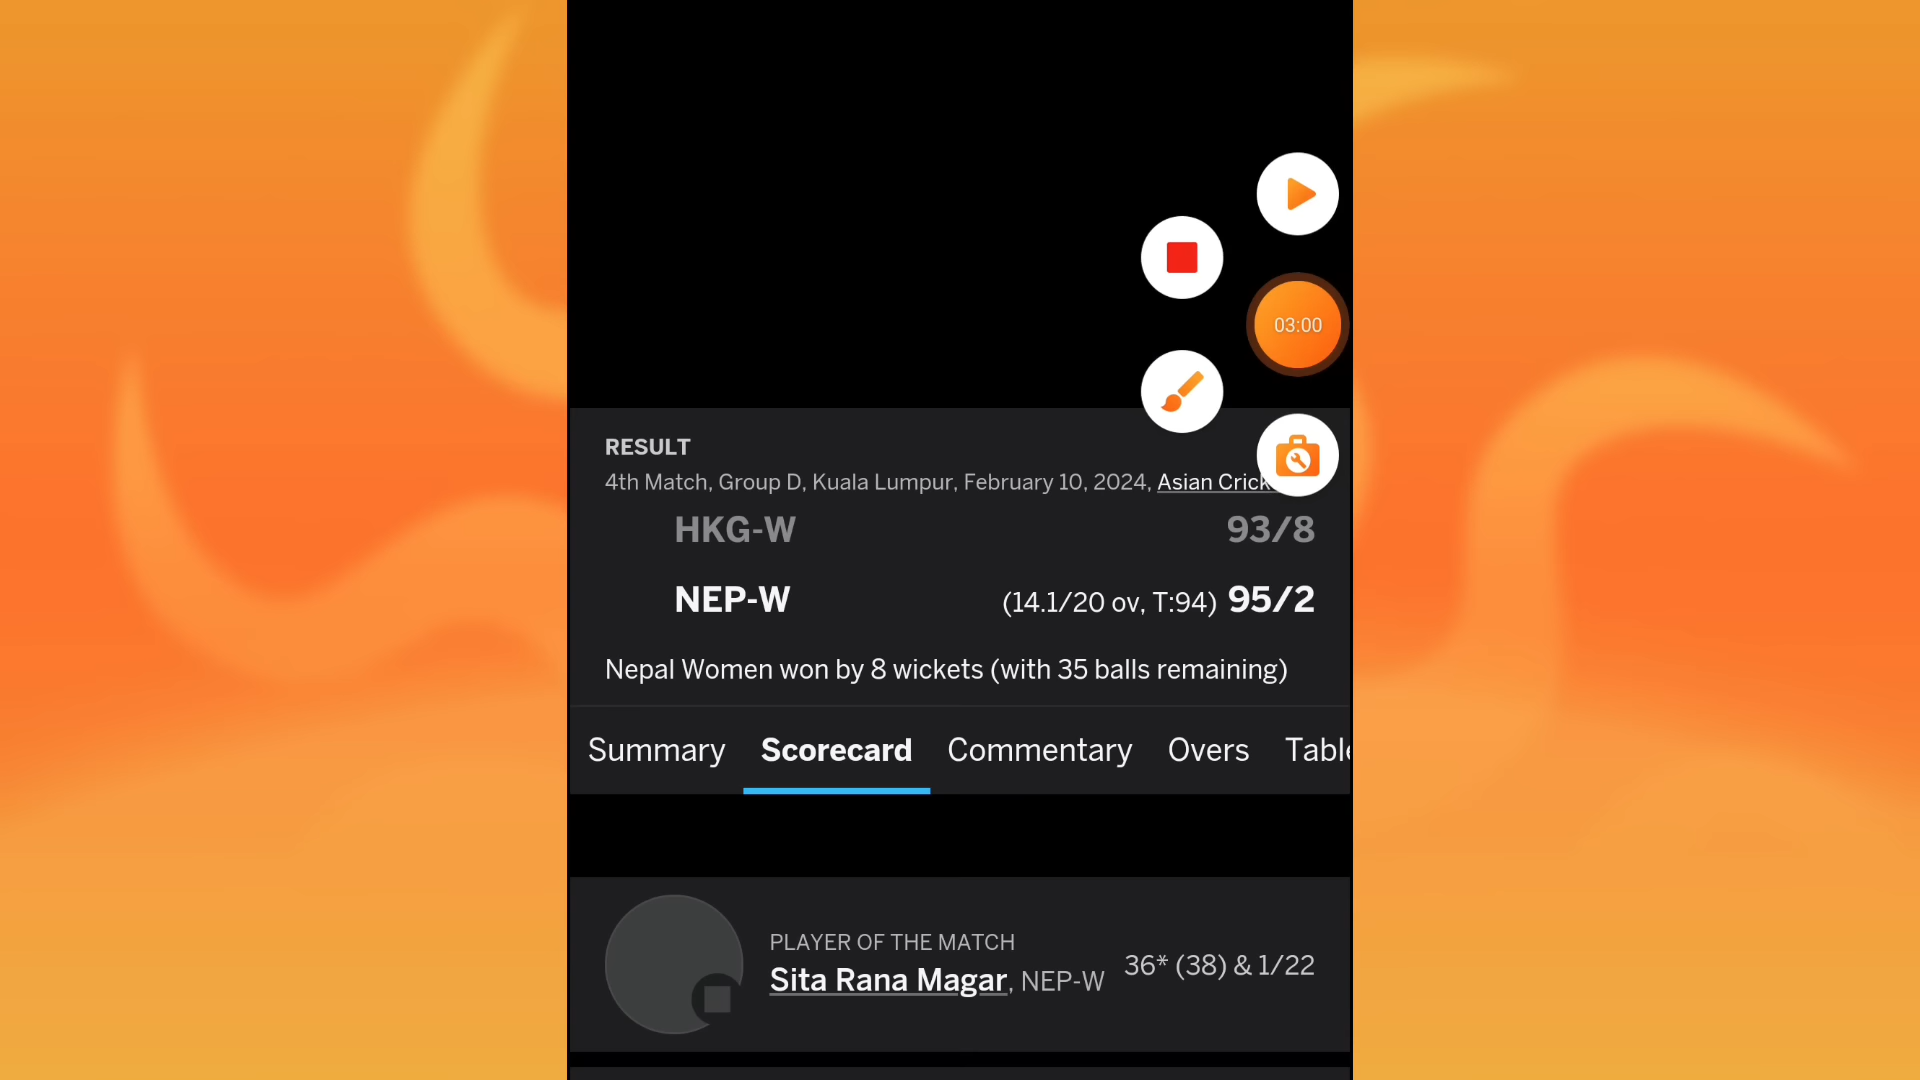 03:00
RESULT
4th Match, Group D, Kuala Lumpur, February 10, 2024, Asian Crick
HKG-W 93/8
NEP-W (14.1/20 ov, T:94) 95/2
Nepal Women won by 8 wickets (with 35 balls remaining)
Summary Scorecard Commentary Overs Table
PLAYER OF THE MATCH
Sita Rana Magar, NEP-W 36* (38) & 1/22